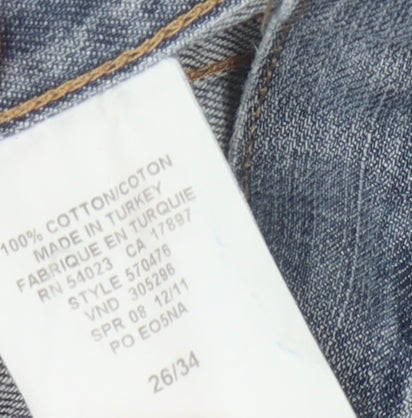 100% COTTON/COTON
MADE IN TURKEY
FABRIQUE EN TURQUIE
RN 54023 CA 17897
STYLE 570476
VND 305296
SPR 08 12/11
PO EO5NA
26/34